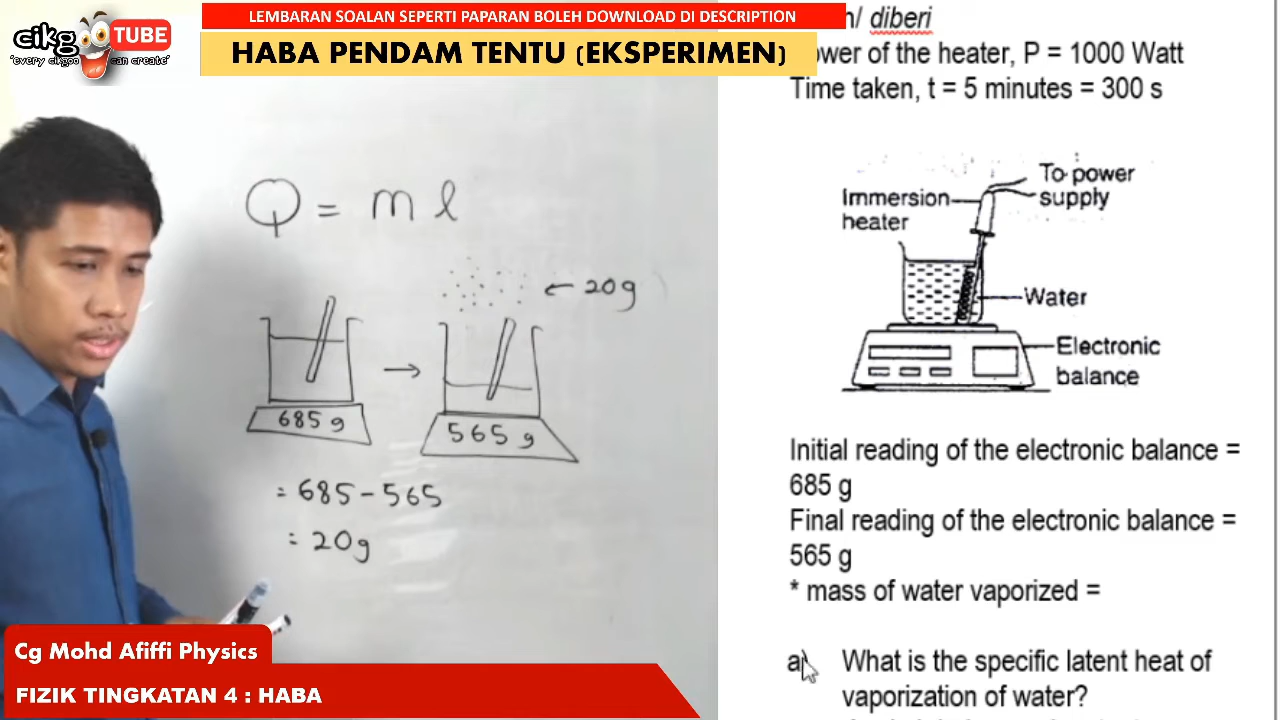 LEMBARAN SOALAN SEPERTI PAPARAN BOLEH DOWNLOAD DI DESCRIPTION
cikgooTUBE
'every cikgoo can create'
HABA PENDAM TENTU (EKSPERIMEN)
Q = m l
20g
685 g
565 g
= 685 - 565
= 20g
Cg Mohd Afiffi Physics
FIZIK TINGKATAN 4 : HABA
/ diberi
ower of the heater, P = 1000 Watt
Time taken, t = 5 minutes = 300 s
Immersion heater
To power supply
Water
Electronic balance
Initial reading of the electronic balance =
685 g
Final reading of the electronic balance =
565 g
* mass of water vaporized =
a) What is the specific latent heat of
vaporization of water?